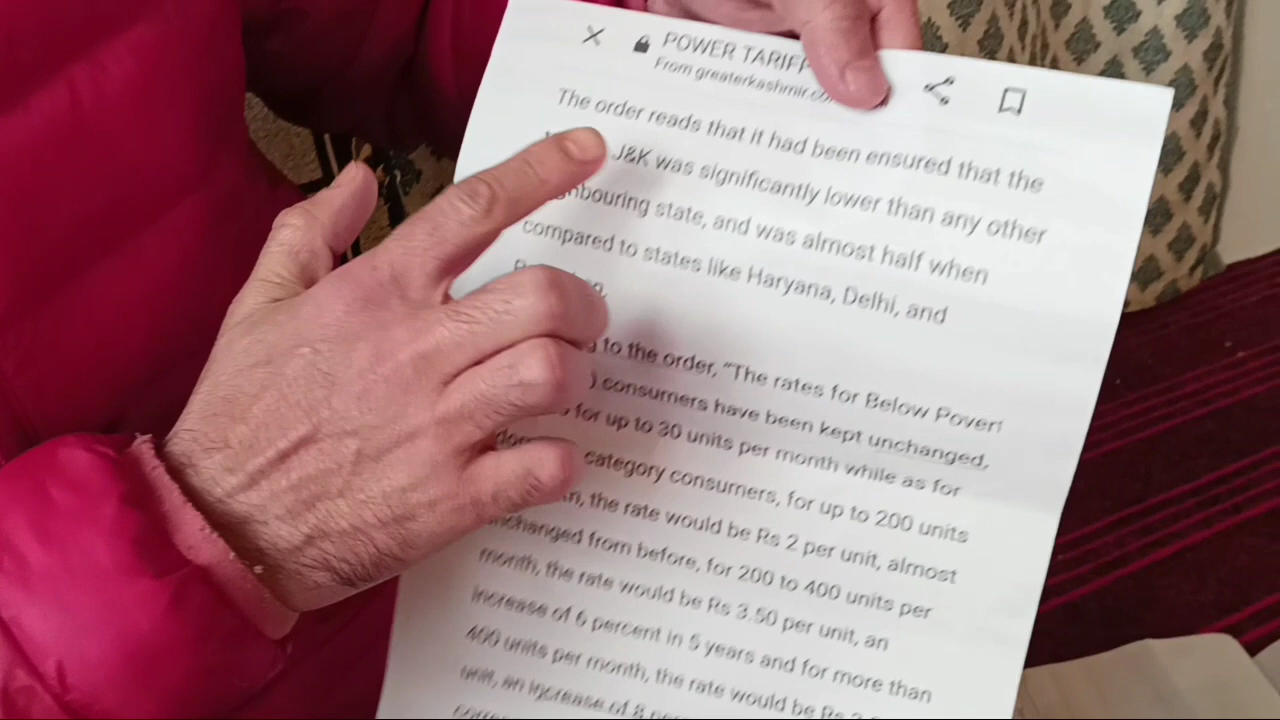 POWER TARIFF
From greaterkashmir.co
The order reads that it had been ensured that the
J&K was significantly lower than any other
hbouring state, and was almost half when
compared to states like Haryana, Delhi, and
to the order, “The rates for Below Povert
) consumers have been kept unchanged,
for up to 30 units per month while as for
category consumers, for up to 200 units
the rate would be Rs 2 per unit, almost
unchanged from before, for 200 to 400 units per
month, the rate would be Rs 3.50 per unit, an
increase of 6 percent in 5 years and for more than
400 units per month, the rate would be Rs
unit, an increase of 8